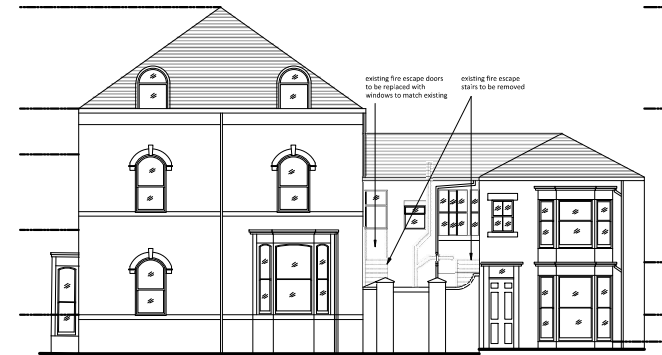 existing fire escape doors
to be replaced with
windows to match existing
existing fire escape
stairs to be removed